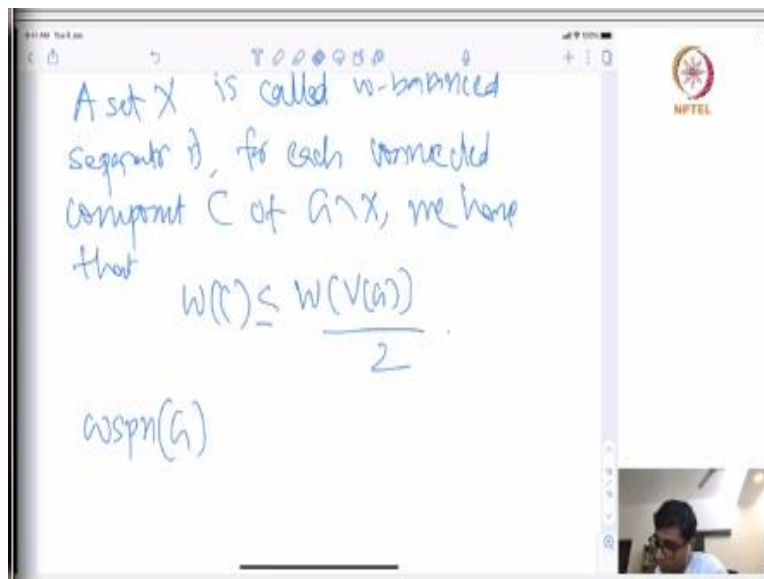 A set X is called w-balanced
separator if, for each connected
component C of G\X, we have
that
w(C) ≤ w(V(G))
2
wspn(G)
NPTEL